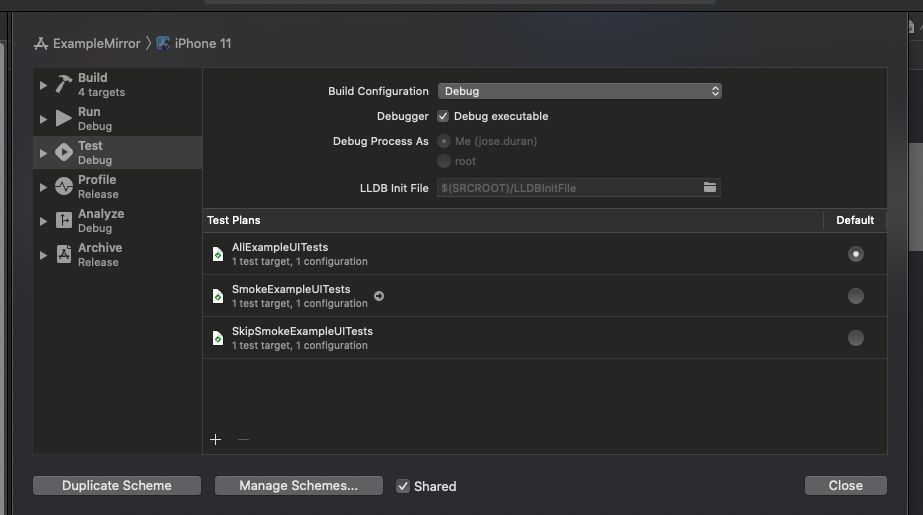 ExampleMirror 〉 iPhone 11
Build
4 targets
Run
Debug
Test
Debug
Profile
Release
Analyze
Debug
Archive
Release
Build Configuration Debug
Debugger Debug executable
Debug Process As Me (jose.duran)
root
LLDB Init File $(SRCROOT)/LLDBInitFile
Test Plans Default
AllExampleUITests
1 test target, 1 configuration
SmokeExampleUITests
1 test target, 1 configuration
SkipSmokeExampleUITests
1 test target, 1 configuration
Duplicate Scheme Manage Schemes... Shared Close